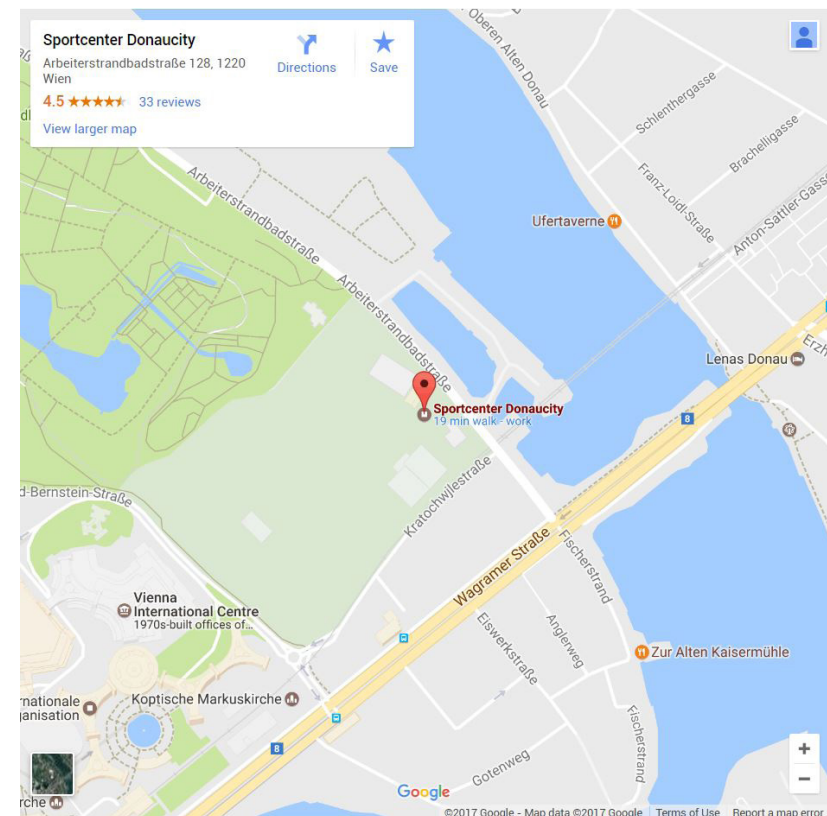 Sportcenter Donaucity
Arbeiterstrandbadstraße 128, 1220
Wien
4.5
33 reviews
View larger map
Directions
Save
Oberen Alten Donau
Schlenthergasse
Brachelligasse
Franz-Loidl-Straße
Anton-Sattler-Gasse
Arbeiterstrandbadstraße
Ufertaverne
Arbeiterstrandbadstraße
Lenas Donau
Erzh
Sportcenter Donaucity
19 min walk - work
8
Kratochwjlestraße
d-Bernstein-Straße
Wagramer Straße
Fischerstrand
Vienna
International Centre
1970s-built offices of...
Eiswerkstraße
Anglerweg
Zur Alten Kaisermühle
rnationale
ganisation
Koptische Markuskirche
Fischerstrand
8
Gotenweg
rche
Google
©2017 Google - Map data ©2017 Google
Terms of Use
Report a map error